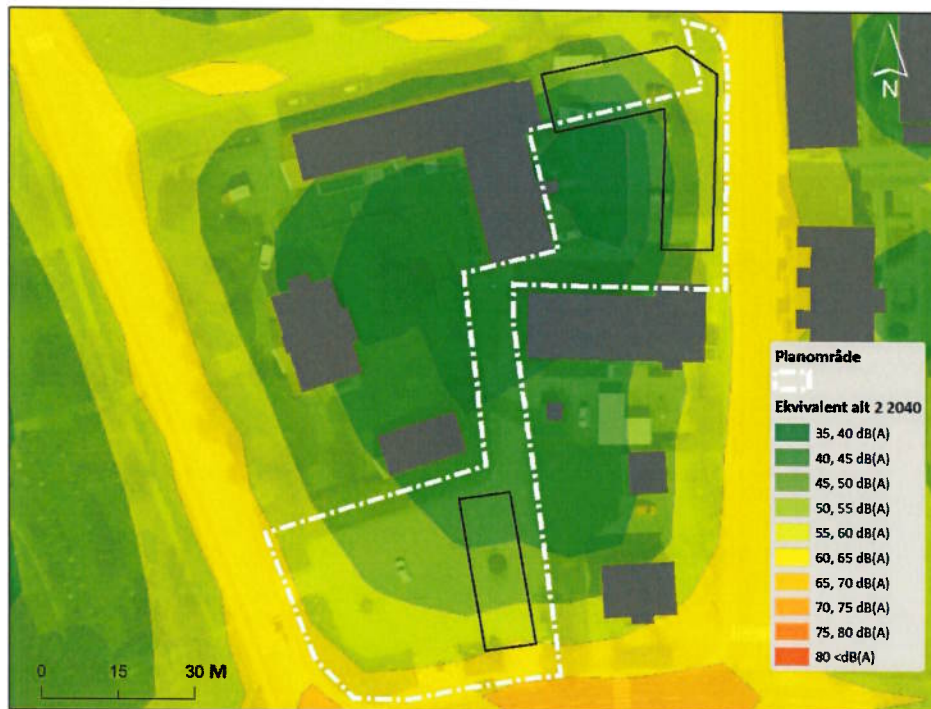 N
Planområde
Ekvivalent alt 2 2040
35, 40 dB(A)
40, 45 dB(A)
45, 50 dB(A)
50, 55 dB(A)
55, 60 dB(A)
60, 65 dB(A)
65, 70 dB(A)
70, 75 dB(A)
75, 80 dB(A)
80 <dB(A)
0 15 30 M